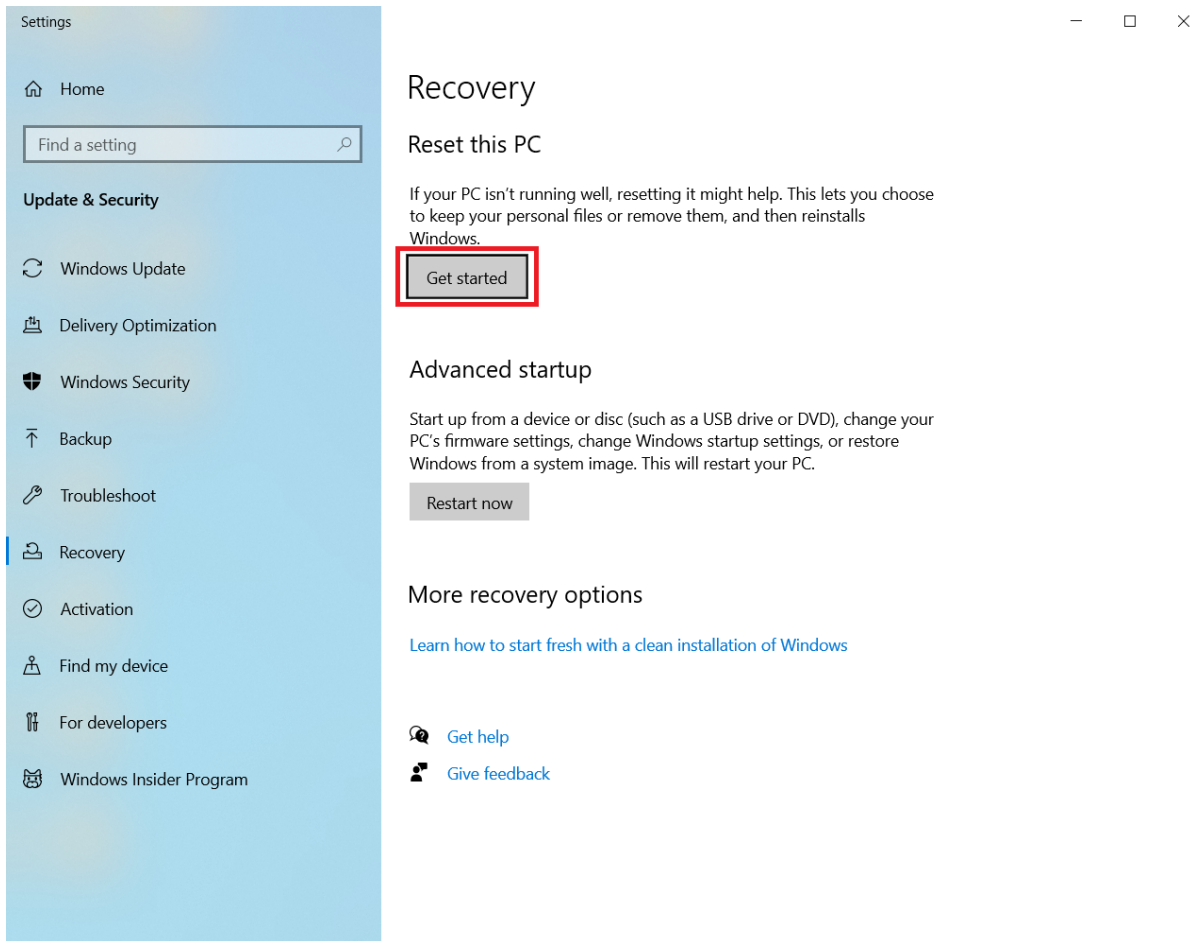 Settings
Home
Find a setting
Update & Security
Windows Update
Delivery Optimization
Windows Security
Backup
Troubleshoot
Recovery
Activation
Find my device
For developers
Windows Insider Program
Recovery
Reset this PC
If your PC isn't running well, resetting it might help. This lets you choose
to keep your personal files or remove them, and then reinstalls
Windows.
Get started
Advanced startup
Start up from a device or disc (such as a USB drive or DVD), change your
PC's firmware settings, change Windows startup settings, or restore
Windows from a system image. This will restart your PC.
Restart now
More recovery options
Learn how to start fresh with a clean installation of Windows
Get help
Give feedback